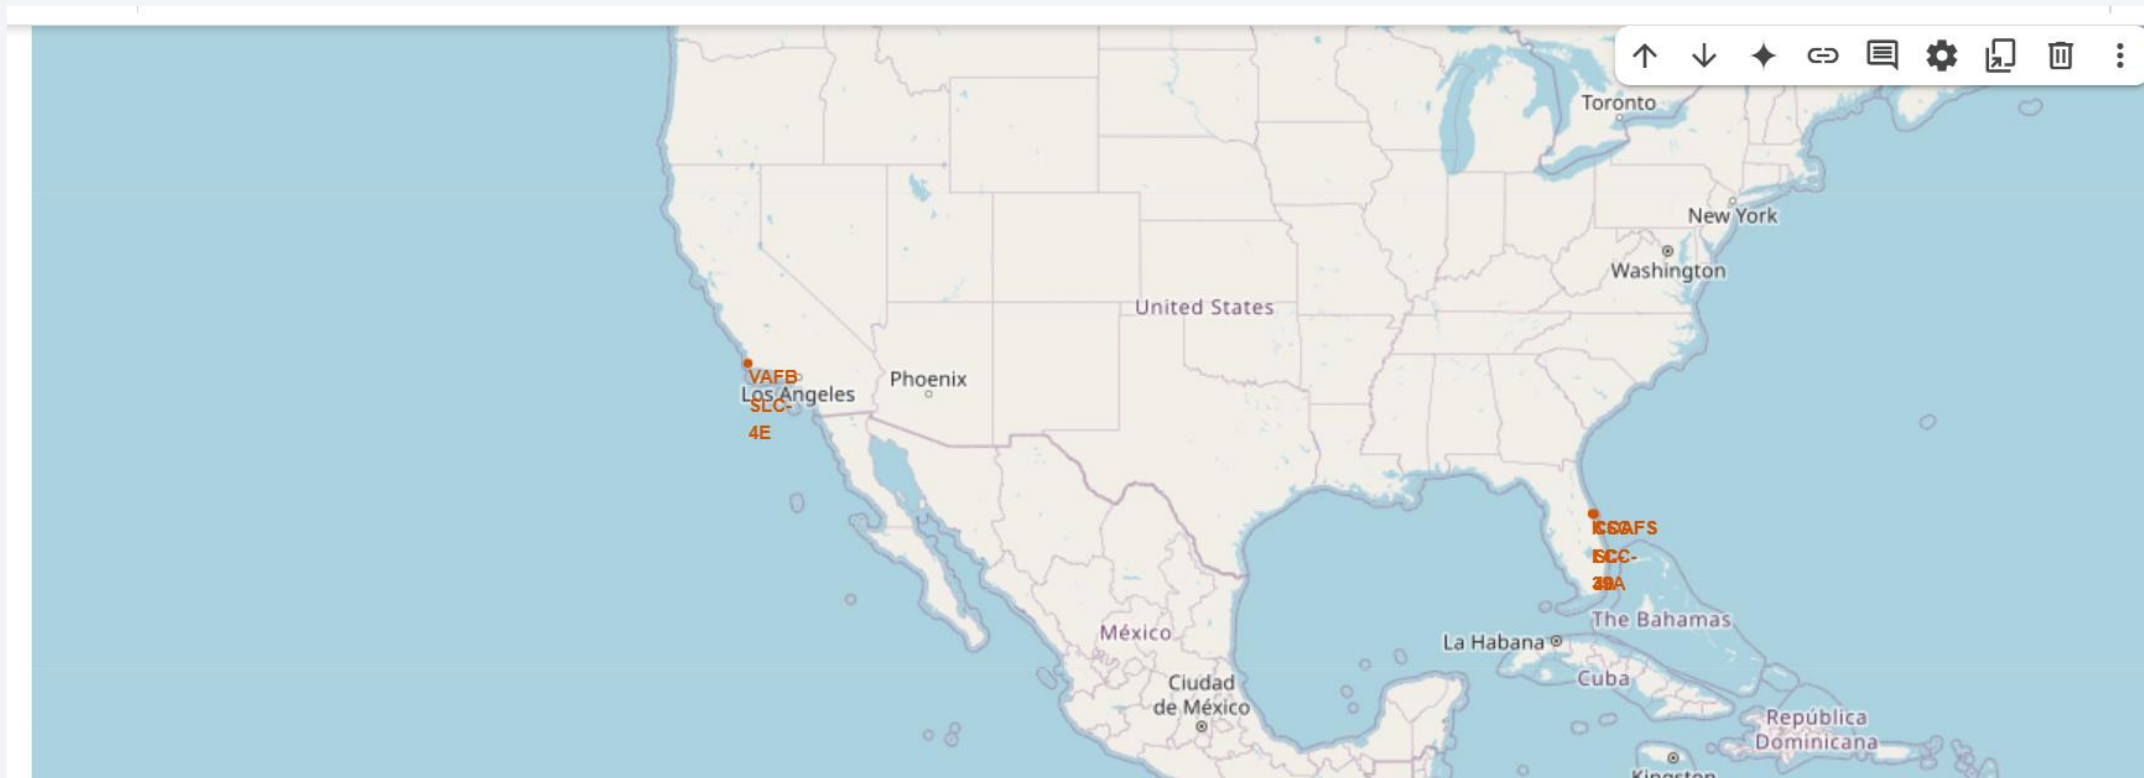 Toronto
New York
Washington
United States
VAFB
Los Angeles
SLC-
4E
Phoenix
México
La Habana
The Bahamas
Cuba
Ciudad
de México
República
Dominicana
Kingston